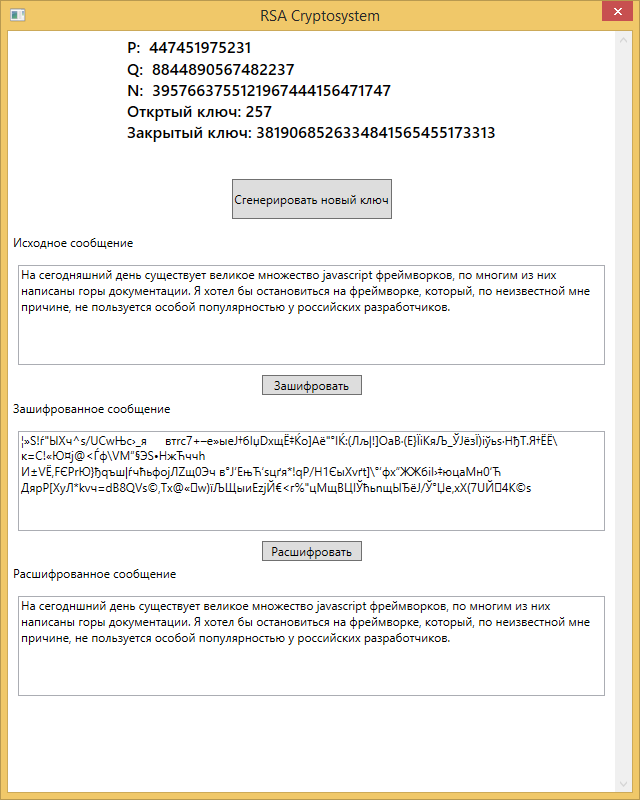 RSA Cryptosystem
P: 447451975231
Q: 8844890567482237
N: 3957663755121967444156471747
Откртый ключ: 257
Закрытый ключ: 3819068526334841565455173313
Сгенерировать новый ключ
Исходное сообщение
На сегодняшний день существует великое множество javascript фреймворков, по многим из них
написаны горы документации. Я хотел бы остановиться на фреймворке, который, по неизвестной мне
причине, не пользуется особой популярностью у российских разработчиков.
Зашифровать
Зашифрованное сообщение
Расшифровать
Расшифрованное сообщение
На сегодншний день существует великое множество javascript фреймворков, по многим из них
написаны горы документации. Я хотел бы остановиться на фреймворке, который, по неизвестной мне
причине, не пользуется особой популярностью у российских разработчиков.